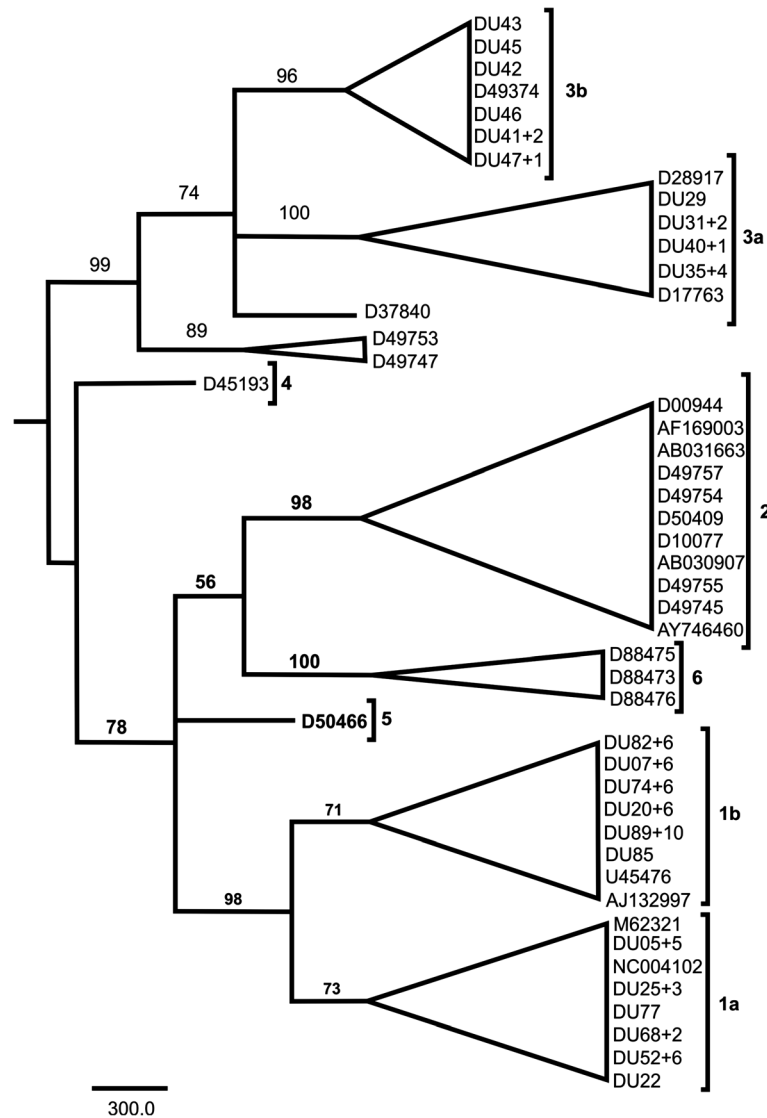 DU43
DU45
96
DU42
D49374
3b
DU46
DU41+2
DU47+1
D28917
74
DU29
100
DU31+2
3a
DU40+1
99
DU35+4
D17763
D37840
89
D49753
D49747
D45193
4
D00944
AF169003
AB031663
D49757
98
D49754
2
D50409
D10077
AB030907
56
D49755
D49745
AY746460
100
D88475
D88473
6
D88476
78
D50466
5
DU82+6
DU07+6
DU74+6
71
DU20+6
1b
DU89+10
DU85
U45476
98
AJ132997
M62321
DU05+5
NC004102
73
DU25+3
1a
DU77
DU68+2
DU52+6
DU22
300.0